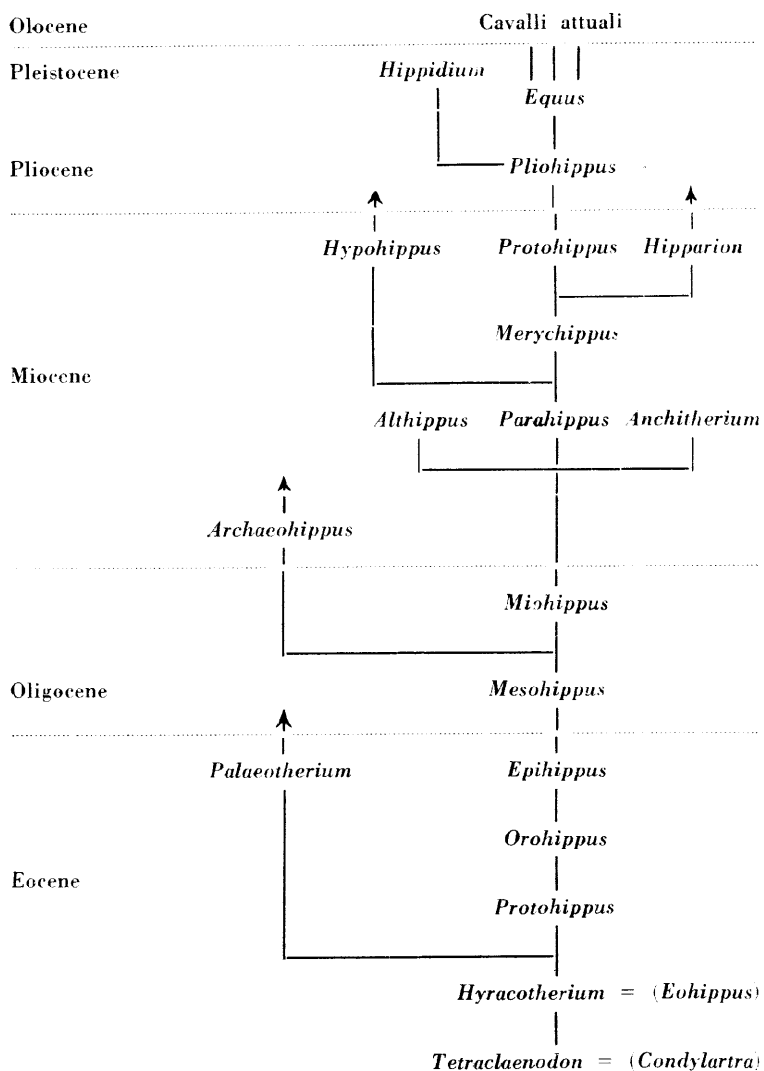 Olocene Cavalli attuali
Pleistocene Hippidium
Equus
Pliocene Pliohippus
Hypohippus Protohippus Hipparion
Merychippus
Miocene
Althippus Parahippus Anchitherium
Archaeohippus
Miohippus
Oligocene Mesohippus
Palaeotherium Epihippus
Orohippus
Eocene
Protohippus
Hyracotherium = (Eohippus)
Tetraclaenodon = (Condylartra)